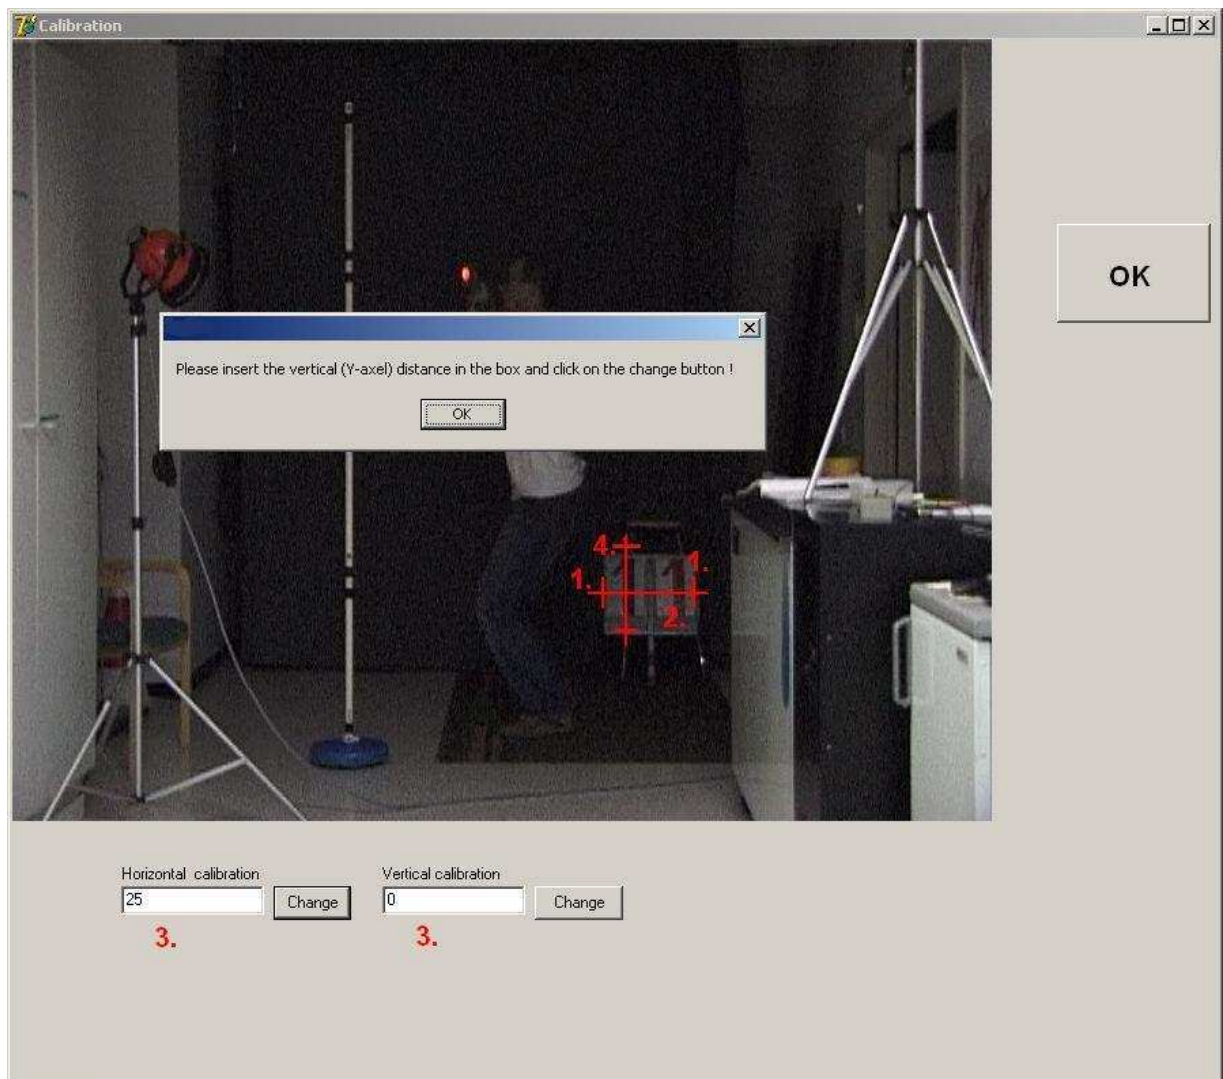 Calibration
OK
Please insert the vertical (Y-axel) distance in the box and click on the change button !
OK
4.
1.
1.
2.
Horizontal calibration
Vertical calibration
25
Change
0
Change
3.
3.